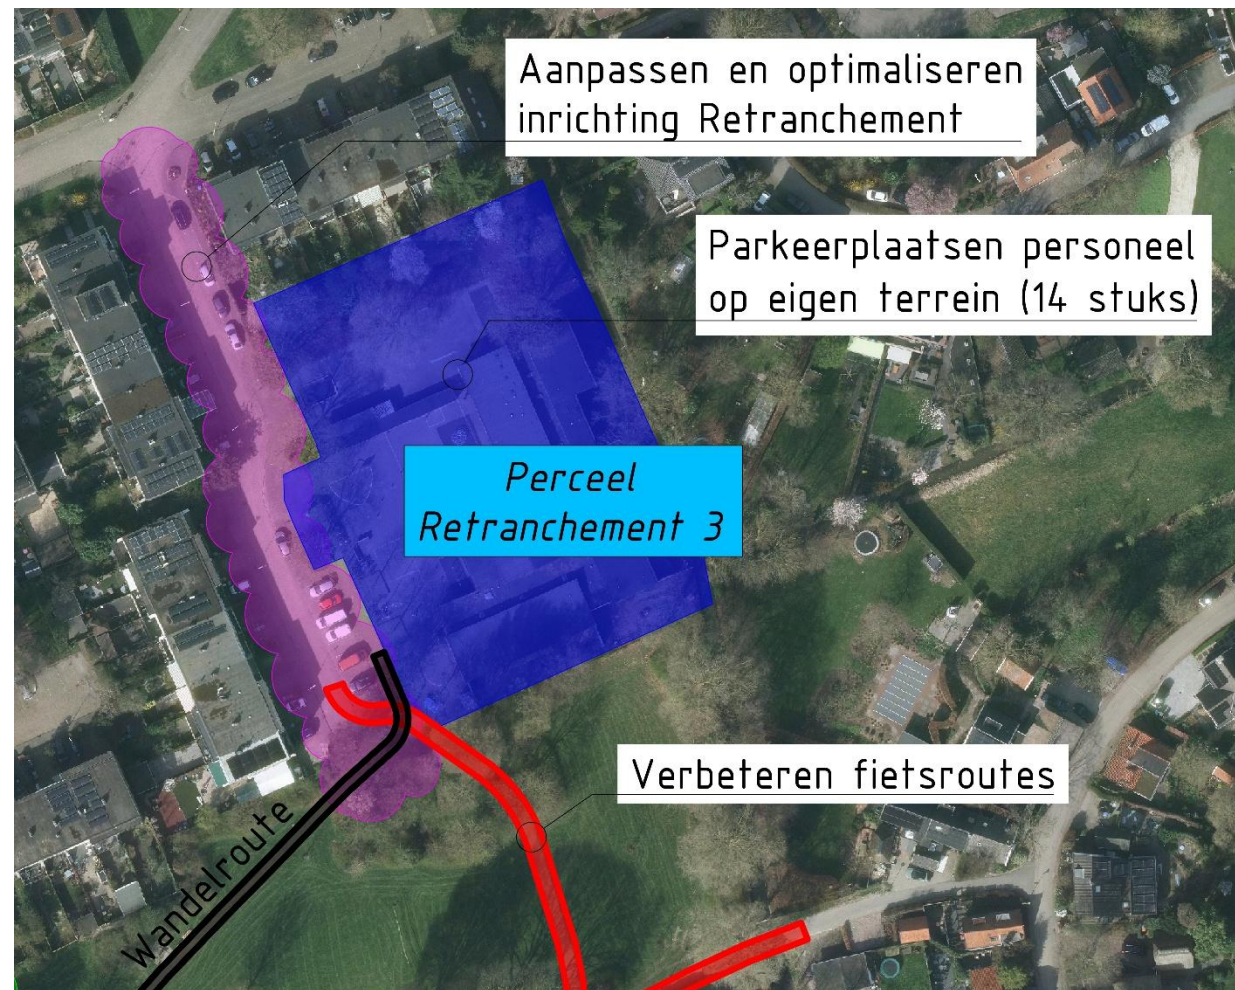 Aanpassen en optimaliseren
inrichting Retranchement
Parkeerplaatsen personeel
op eigen terrein (14 stuks)
Perceel
Retranchement 3
Verbeteren fietsroutes
Wandelroute